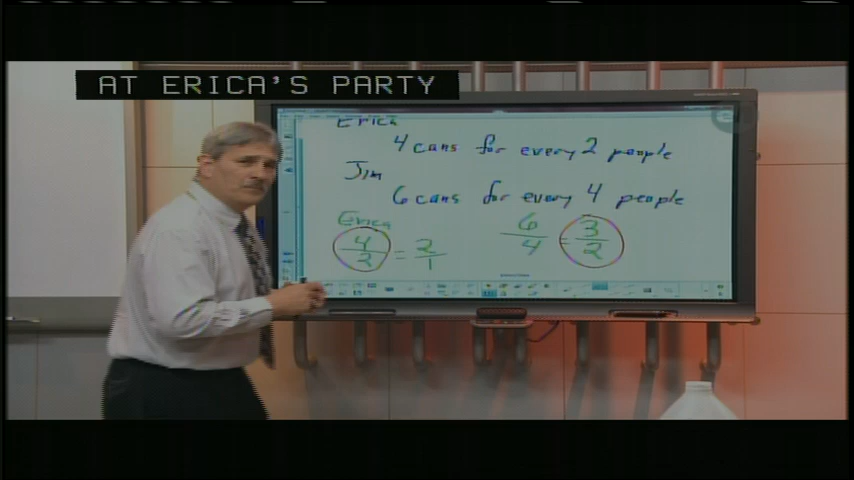 AT ERICA'S PARTY
Erica
4 cans for every 2 people
Jim
6 cans for every 4 people
Erica
4/2 = 2/1
6/4 = 3/2